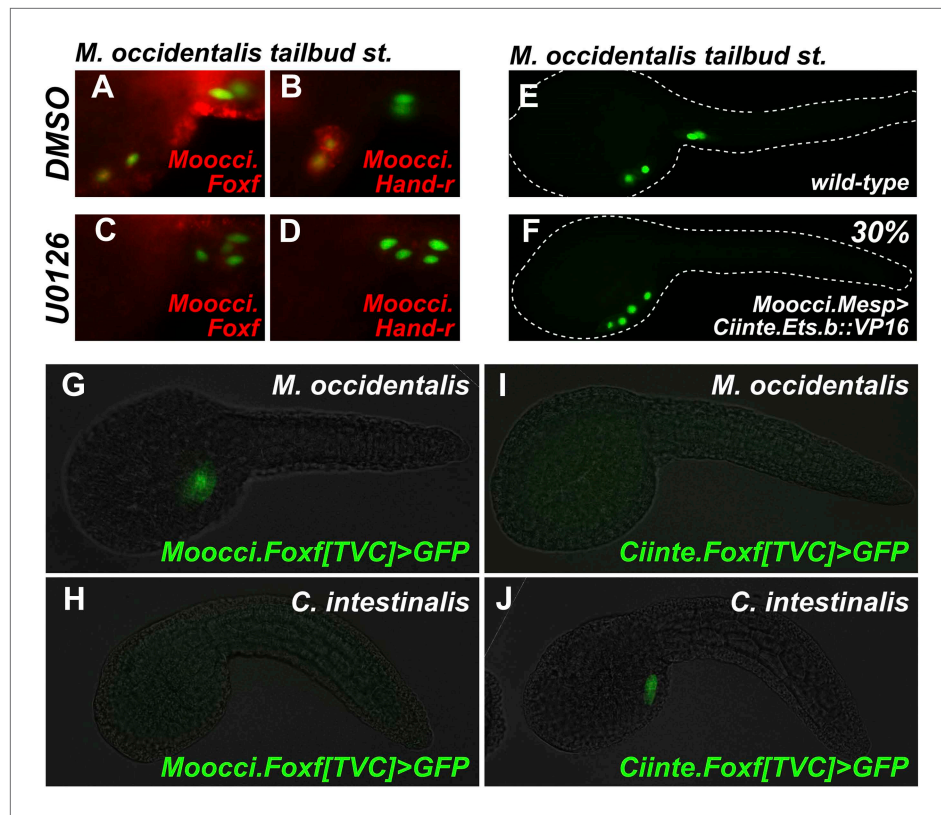 M. occidentalis tailbud st.
DMSO
A
Moocci.
Foxf
B
Moocci.
Hand-r
U0126
C
Moocci.
Foxf
D
Moocci.
Hand-r
M. occidentalis tailbud st.
E
wild-type
F
30%
Moocci.Mesp>
Ciinte.Ets.b::VP16
G
M. occidentalis
Moocci.Foxf[TVC]>GFP
I
M. occidentalis
Ciinte.Foxf[TVC]>GFP
H
C. intestinalis
Moocci.Foxf[TVC]>GFP
J
C. intestinalis
Ciinte.Foxf[TVC]>GFP